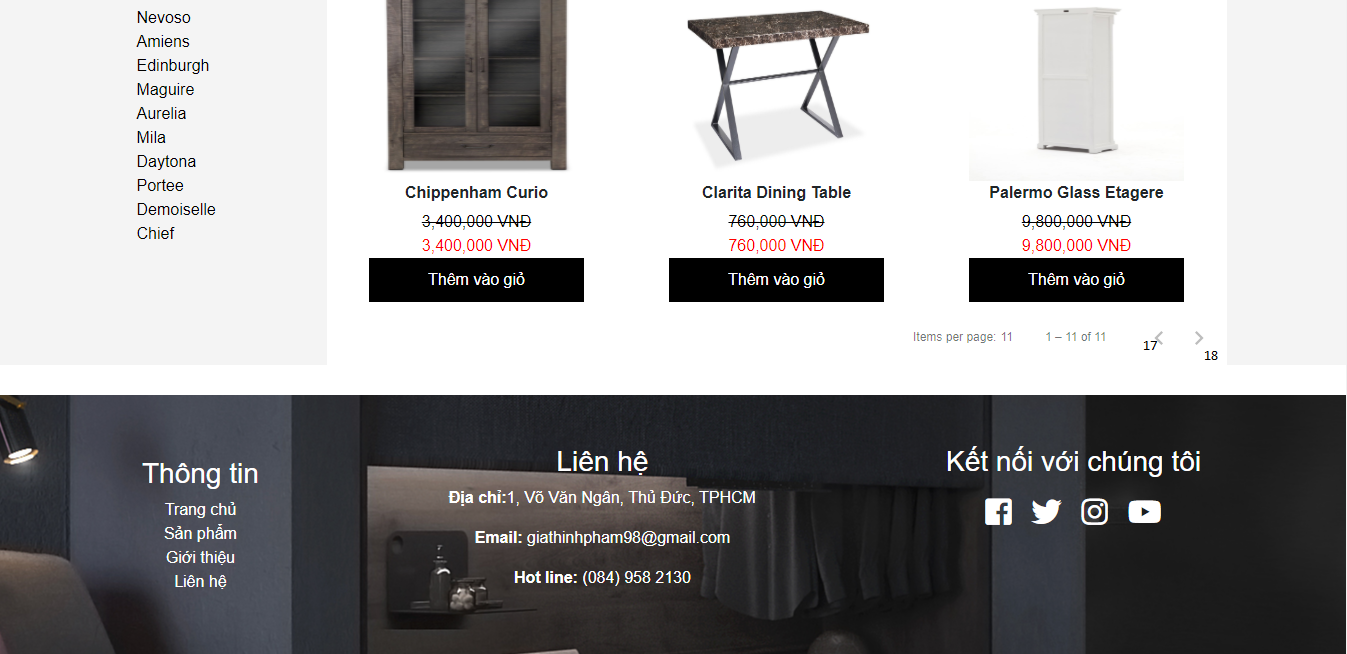 Nevoso
Amiens
Edinburgh
Maguire
Aurelia
Mila
Daytona
Portee
Demoiselle
Chief
Chippenham Curio
3,400,000 VNĐ
3,400,000 VNĐ
Thêm vào giỏ
Clarita Dining Table
760,000 VNĐ
760,000 VNĐ
Thêm vào giỏ
Palermo Glass Etagere
9,800,000 VNĐ
9,800,000 VNĐ
Thêm vào giỏ
Items per page: 11 1 – 11 of 11
17
18
Thông tin
Trang chủ
Sản phẩm
Giới thiệu
Liên hệ
Liên hệ
Địa chỉ:1, Võ Văn Ngân, Thủ Đức, TPHCM
Email: giathinhpham98@gmail.com
Hot line: (084) 958 2130
Kết nối với chúng tôi